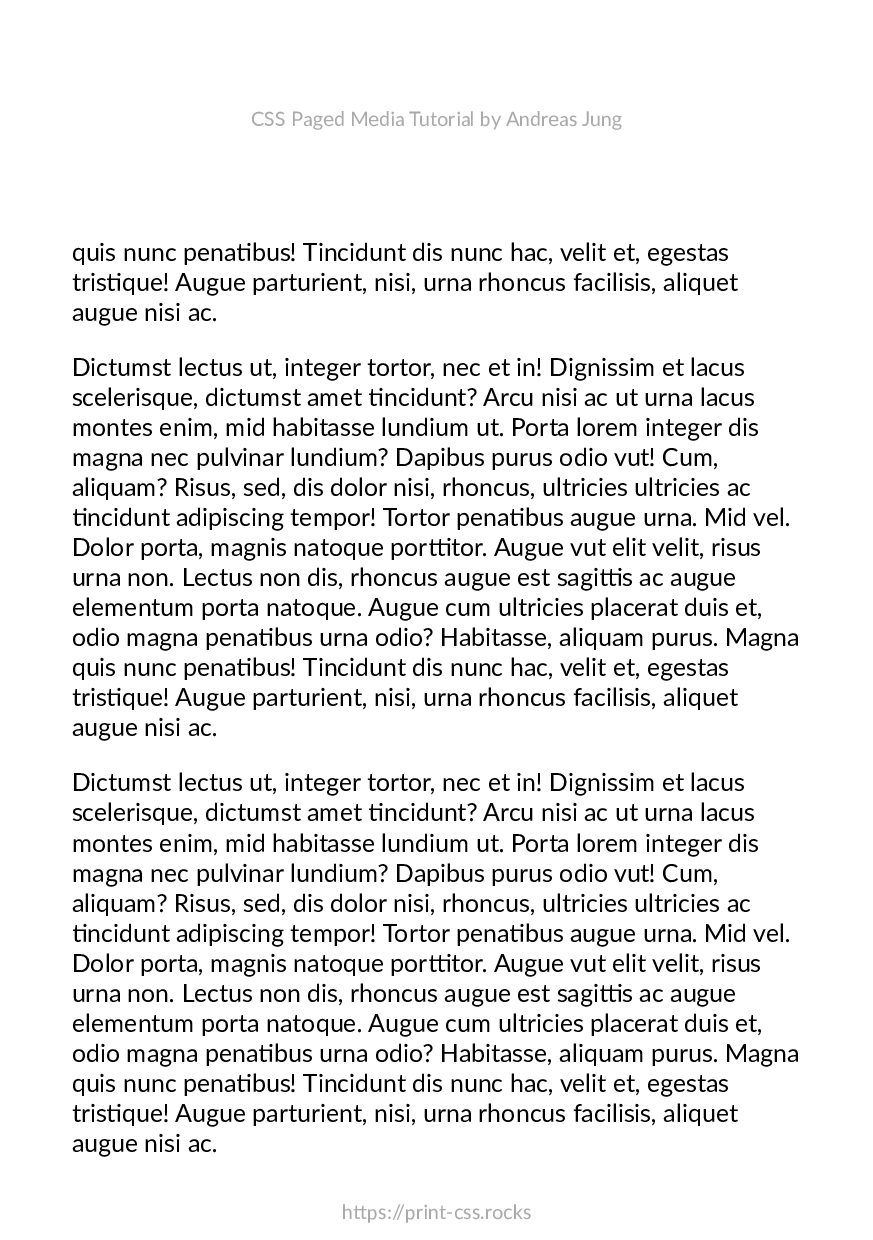 CSS Paged Media Tutorial by Andreas Jung
quis nunc penatibus! Tincidunt dis nunc hac, velit et, egestas
tristique! Augue parturient, nisi, urna rhoncus facilisis, aliquet
augue nisi ac.
Dictumst lectus ut, integer tortor, nec et in! Dignissim et lacus
scelerisque, dictumst amet tincidunt? Arcu nisi ac ut urna lacus
montes enim, mid habitasse lundium ut. Porta lorem integer dis
magna nec pulvinar lundium? Dapibus purus odio vut! Cum,
aliquam? Risus, sed, dis dolor nisi, rhoncus, ultricies ultricies ac
tincidunt adipiscing tempor! Tortor penatibus augue urna. Mid vel.
Dolor porta, magnis natoque porttitor. Augue vut elit velit, risus
urna non. Lectus non dis, rhoncus augue est sagittis ac augue
elementum porta natoque. Augue cum ultricies placerat duis et,
odio magna penatibus urna odio? Habitasse, aliquam purus. Magna
quis nunc penatibus! Tincidunt dis nunc hac, velit et, egestas
tristique! Augue parturient, nisi, urna rhoncus facilisis, aliquet
augue nisi ac.
Dictumst lectus ut, integer tortor, nec et in! Dignissim et lacus
scelerisque, dictumst amet tincidunt? Arcu nisi ac ut urna lacus
montes enim, mid habitasse lundium ut. Porta lorem integer dis
magna nec pulvinar lundium? Dapibus purus odio vut! Cum,
aliquam? Risus, sed, dis dolor nisi, rhoncus, ultricies ultricies ac
tincidunt adipiscing tempor! Tortor penatibus augue urna. Mid vel.
Dolor porta, magnis natoque porttitor. Augue vut elit velit, risus
urna non. Lectus non dis, rhoncus augue est sagittis ac augue
elementum porta natoque. Augue cum ultricies placerat duis et,
odio magna penatibus urna odio? Habitasse, aliquam purus. Magna
quis nunc penatibus! Tincidunt dis nunc hac, velit et, egestas
tristique! Augue parturient, nisi, urna rhoncus facilisis, aliquet
augue nisi ac.
https://print-css.rocks